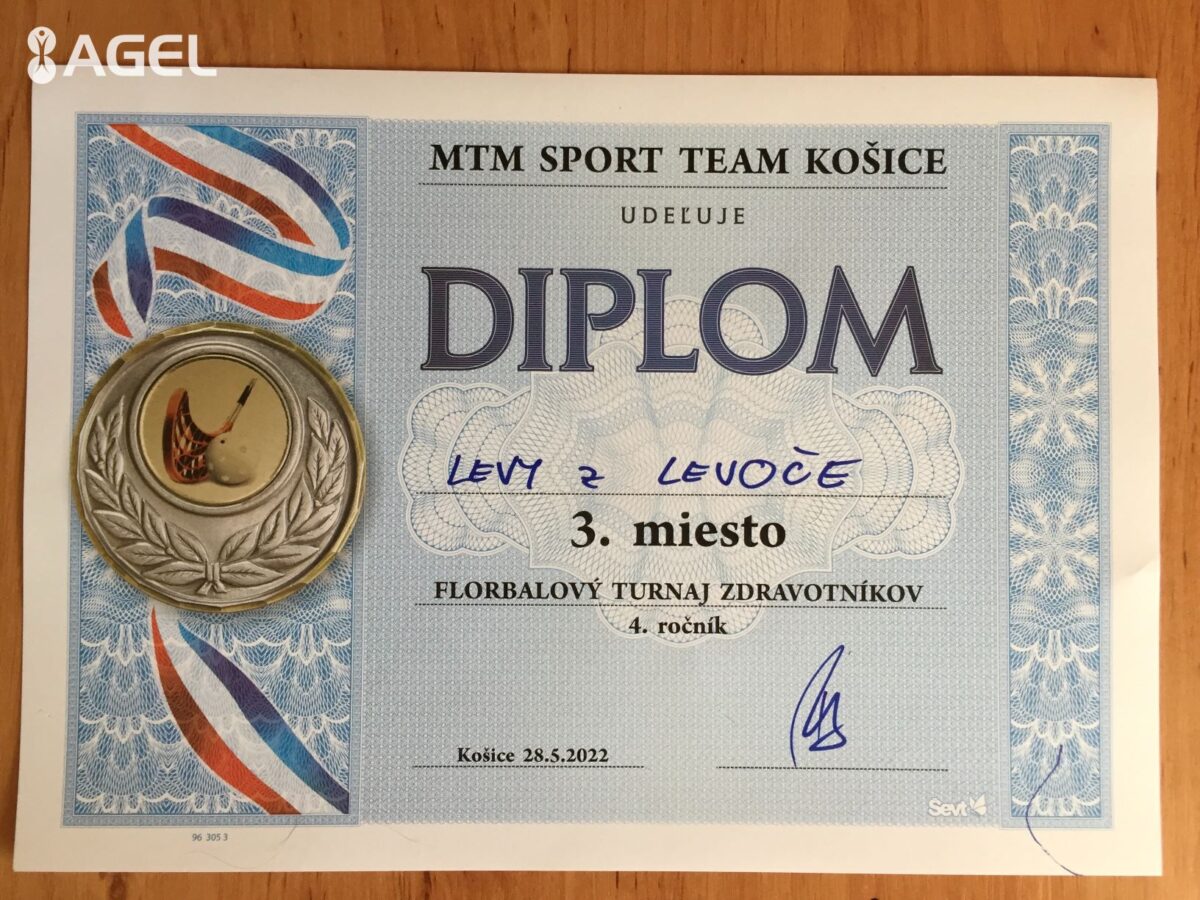 AGEL
MTM SPORT TEAM KOŠICE
UDEĽUJE
DIPLOM
LEVY z LEVOČE
3. miesto
FLORBALOVÝ TURNAJ ZDRAVOTNÍKOV
4. ročník
Košice 28.5.2022
Ševt
96 305 3